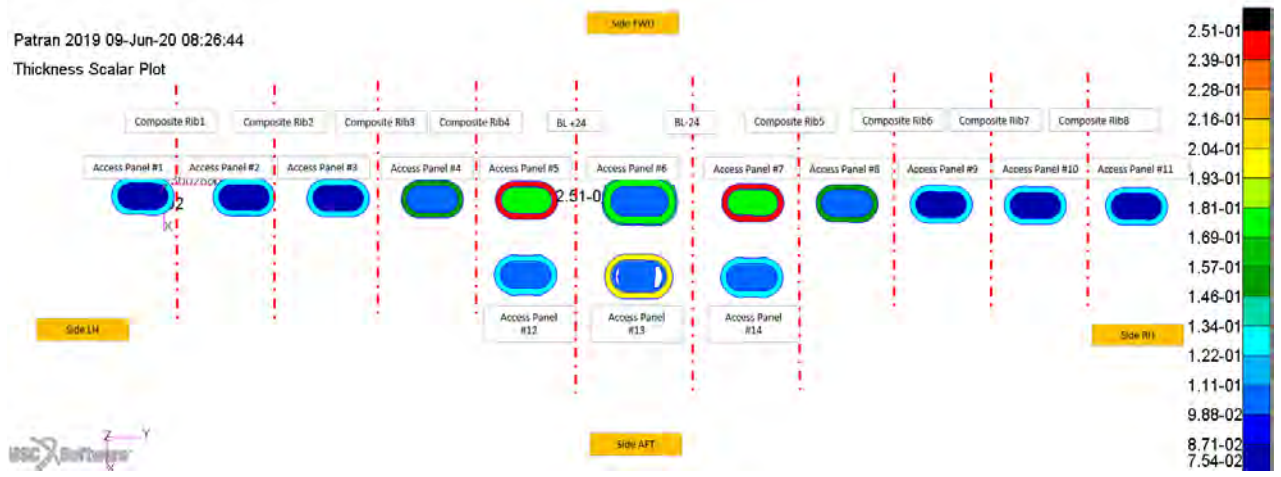 Side FWD
Patran 2019 09-Jun-20 08:26:44
Thickness Scalar Plot
Composite Rib1
Composite Rib2
Composite Rib3
Composite Rib4
BL +24
BL-24
Composite Rib5
Composite Rib6
Composite Rib7
Composite Rib8
Access Panel #1
Access Panel #2
Access Panel #3
Access Panel #4
Access Panel #5
Access Panel #6
Access Panel #7
Access Panel #8
Access Panel #9
Access Panel #10
Access Panel #11
2
2.51-0
X
Access Panel
#12
Access Panel
#13
Access Panel
#14
Side LH
Side RH
Side AFT
Z
Y
X
MSC Software
2.51-01
2.39-01
2.28-01
2.16-01
2.04-01
1.93-01
1.81-01
1.69-01
1.57-01
1.46-01
1.34-01
1.22-01
1.11-01
9.88-02
8.71-02
7.54-02